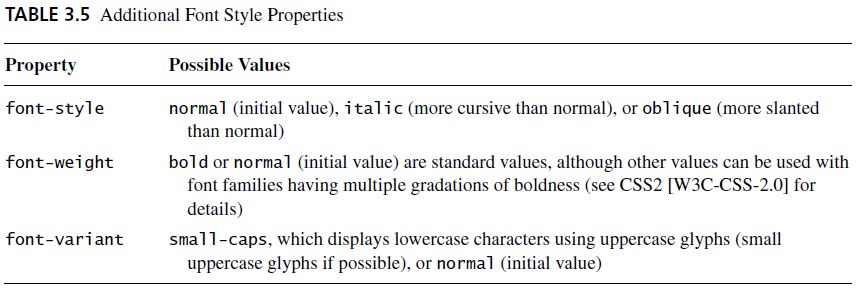 TABLE 3.5 Additional Font Style Properties
Property Possible Values
font-style normal (initial value), italic (more cursive than normal), or oblique (more slanted
than normal)
font-weight bold or normal (initial value) are standard values, although other values can be used with
font families having multiple gradations of boldness (see CSS2 [W3C-CSS-2.0] for
details)
font-variant small-caps, which displays lowercase characters using uppercase glyphs (small
uppercase glyphs if possible), or normal (initial value)